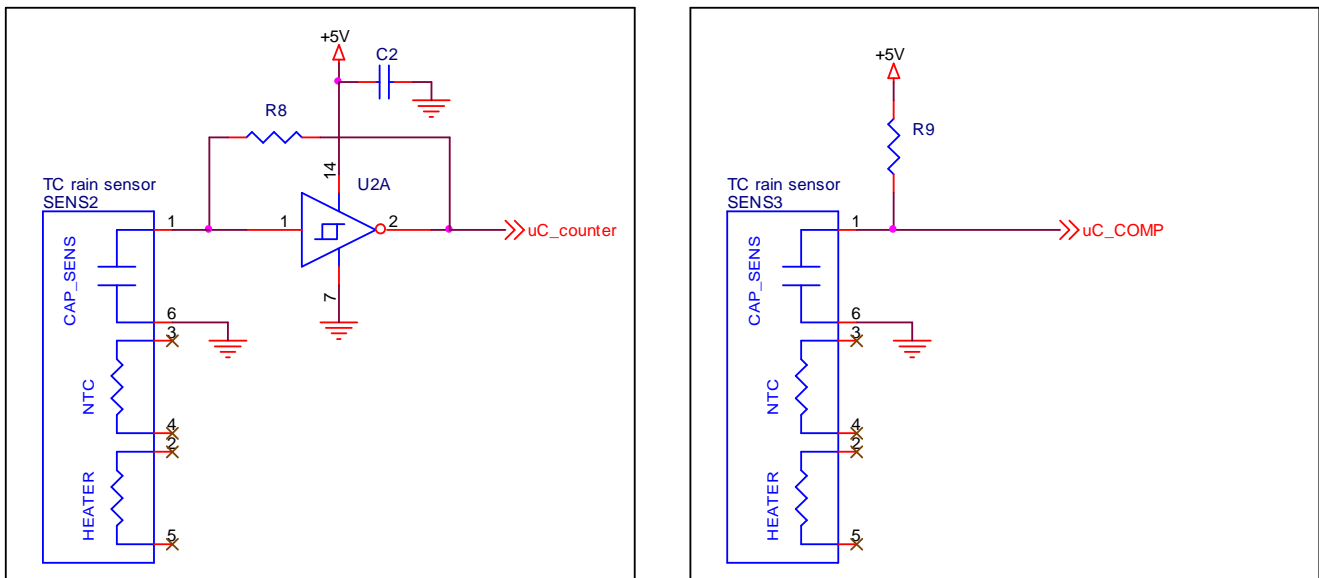 +5V
C2
R8
14
U2A
TC rain sensor
SENS2
1
1
2
uC_counter
CAP_SENS
7
6
3
NTC
4
2
HEATER
5
+5V
R9
TC rain sensor
SENS3
1
uC_COMP
CAP_SENS
6
3
NTC
4
2
HEATER
5